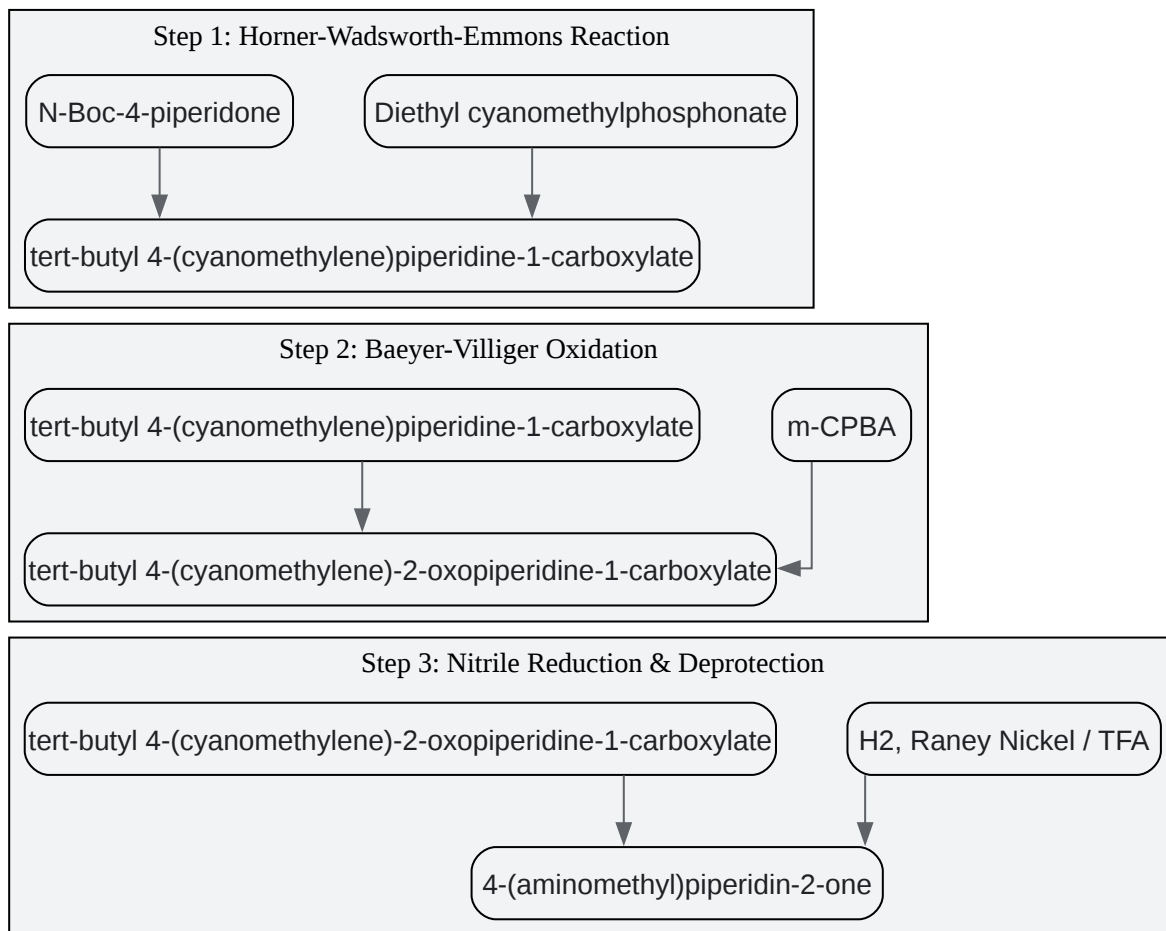 Step 1: Horner-Wadsworth-Emmons Reaction
N-Boc-4-piperidone
Diethyl cyanomethylphosphonate
tert-butyl 4-(cyanomethylene)piperidine-1-carboxylate
Step 2: Baeyer-Villiger Oxidation
tert-butyl 4-(cyanomethylene)piperidine-1-carboxylate
m-CPBA
tert-butyl 4-(cyanomethylene)-2-oxopiperidine-1-carboxylate
Step 3: Nitrile Reduction & Deprotection
tert-butyl 4-(cyanomethylene)-2-oxopiperidine-1-carboxylate
H2, Raney Nickel / TFA
4-(aminomethyl)piperidin-2-one